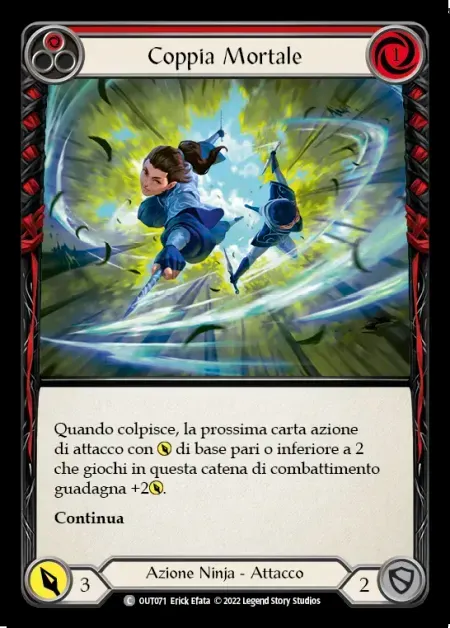 1
Coppia Mortale
Quando colpisce, la prossima carta azione
di attacco con di base pari o inferiore a 2
che giochi in questa catena di combattimento
guadagna +2.
Continua
3
Azione Ninja - Attacco
2
C OUT071 Erick Efata © 2022 Legend Story Studios